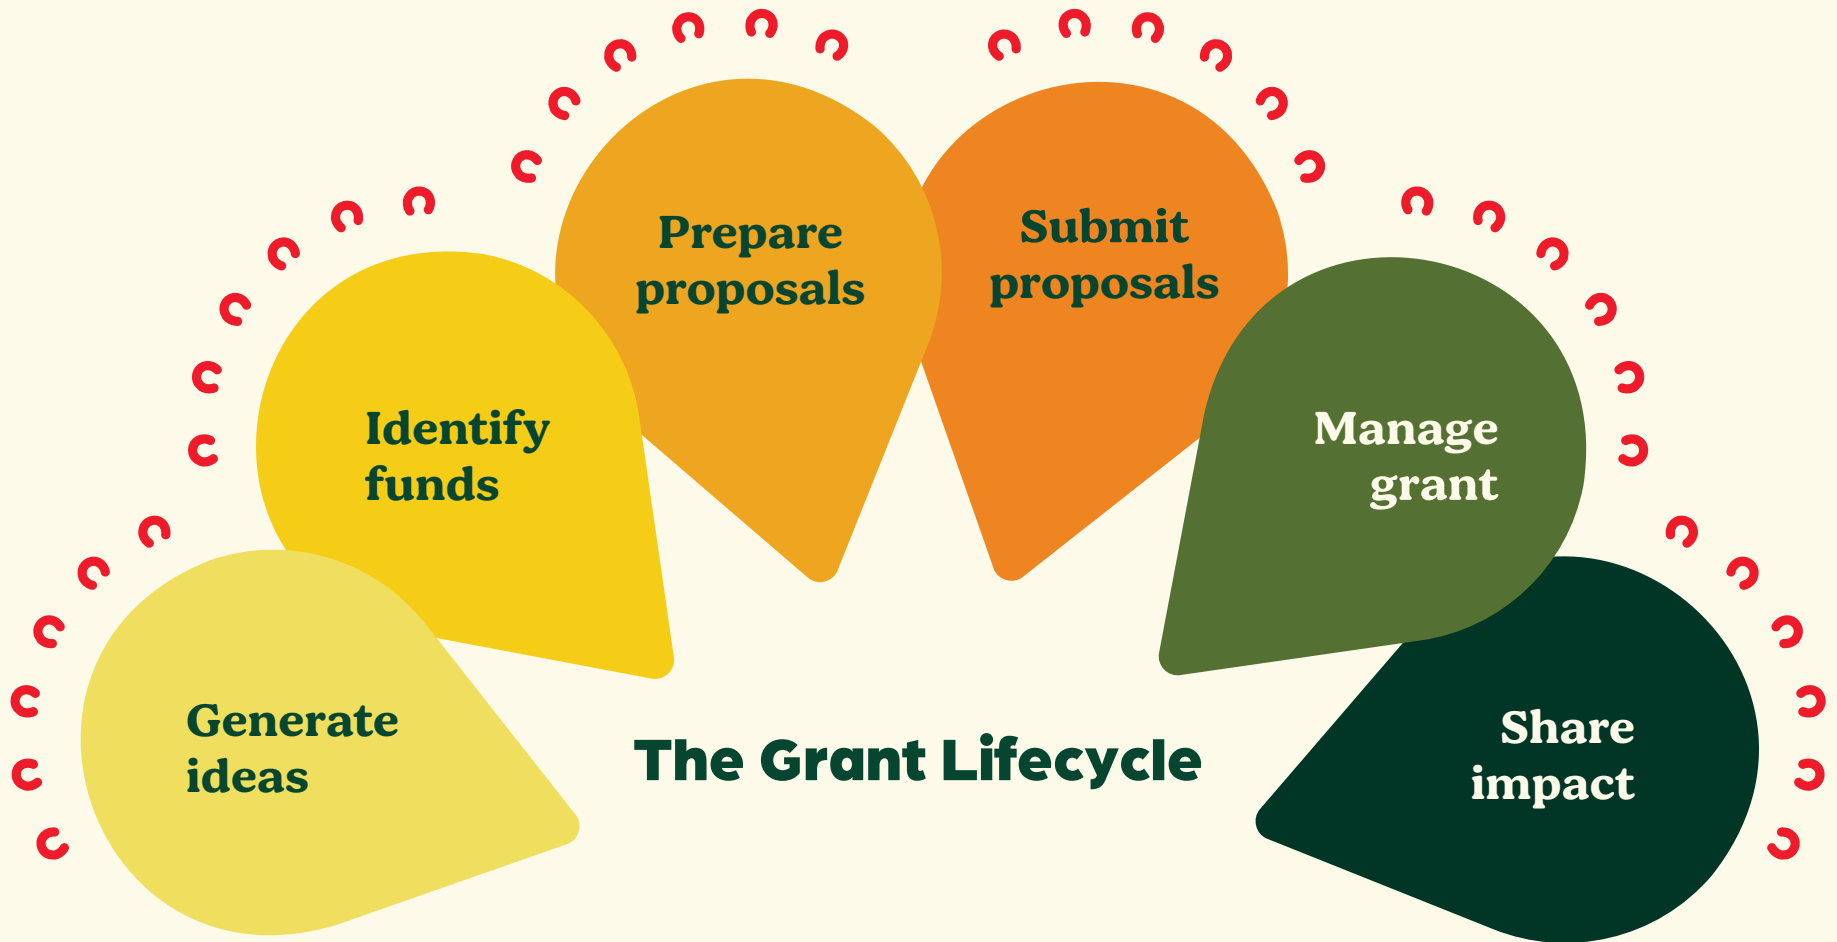 Generate
ideas
Identify
funds
Prepare
proposals
Submit
proposals
Manage
grant
Share
impact
The Grant Lifecycle